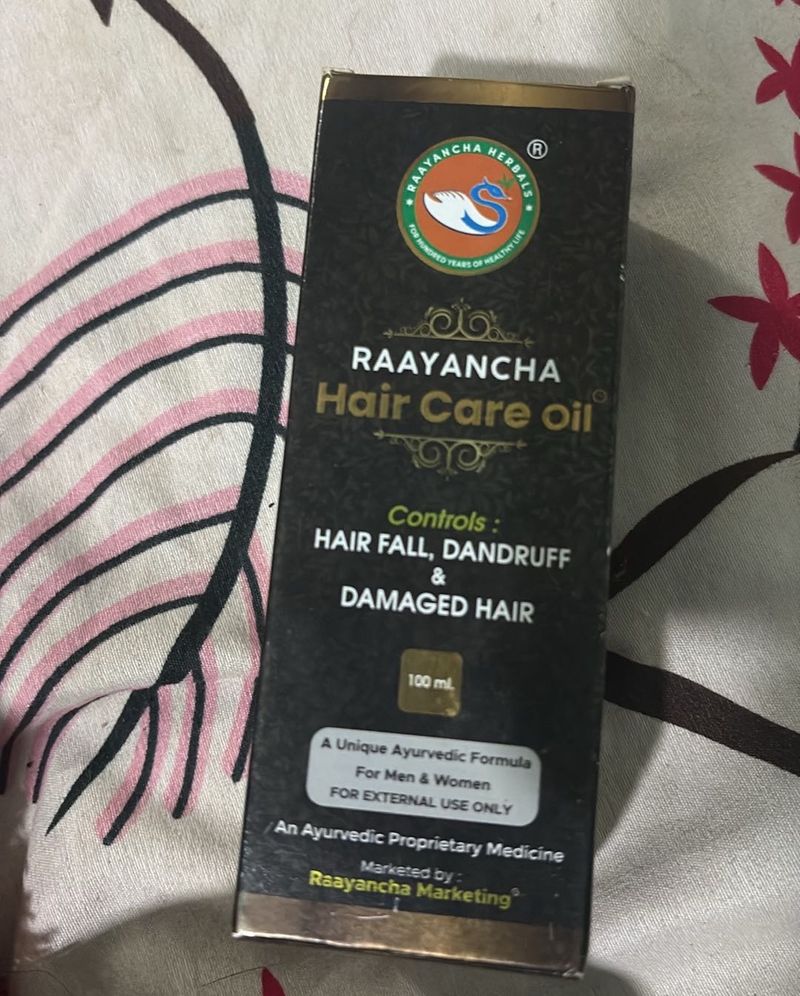 RAAYANCHA HERBALS
®
FOR HUNDRED YEARS OF HEALTHY LIFE
RAAYANCHA
Hair Care Oil
Controls :
HAIR FALL, DANDRUFF
&
DAMAGED HAIR
100 ml.
A Unique Ayurvedic Formula
For Men & Women
FOR EXTERNAL USE ONLY
An Ayurvedic Proprietary Medicine
Marketed by :
Raayancha Marketing